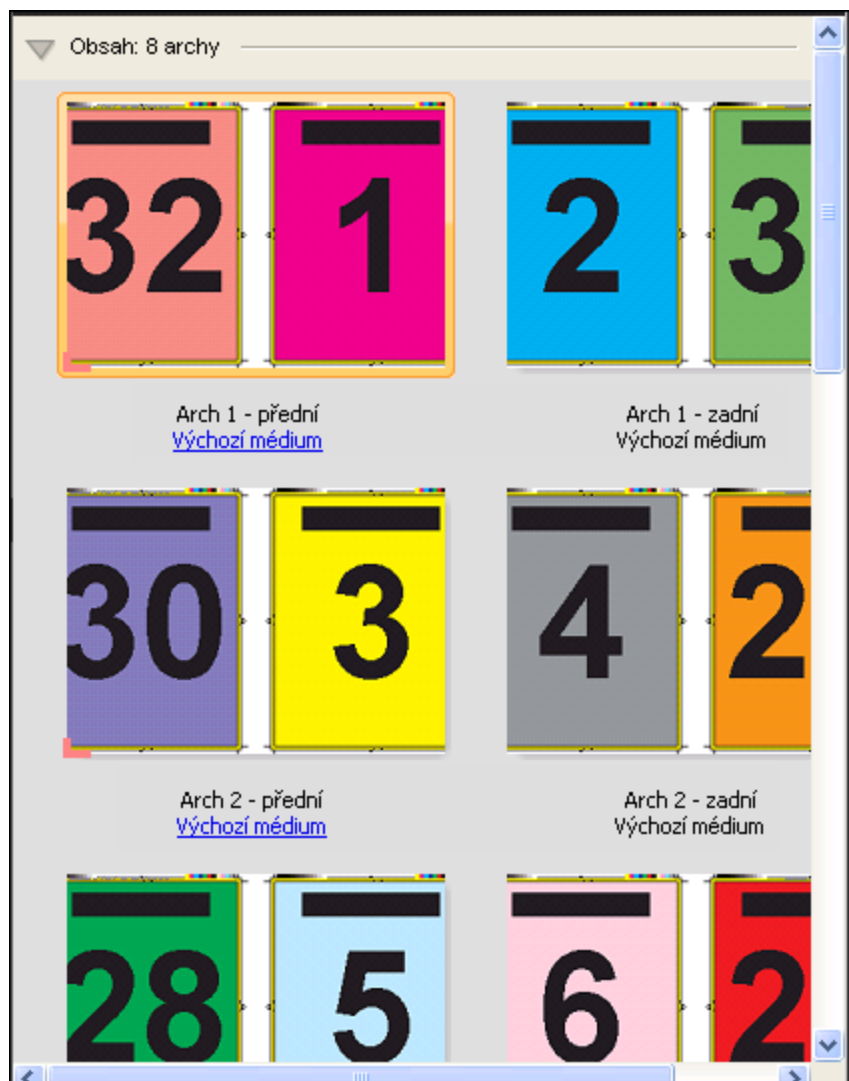 Obsah: 8 archy
32 1 2 3
Arch 1 - přední Arch 1 - zadní
Výchozí médium Výchozí médium
30 3 4 2
Arch 2 - přední Arch 2 - zadní
Výchozí médium Výchozí médium
28 5 6 2